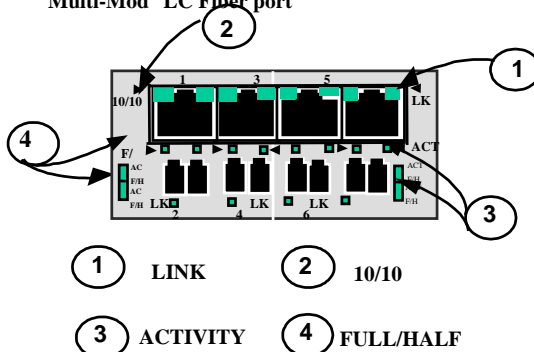 Multi-Mod LC Fiber port
2
1
1 3 5
10/10 LK
4
F/ ACT
AC ACT
F/H F/H
AC
F/H F/H
LK LK LK
2 4 6
3
1 LINK 2 10/10
3 ACTIVITY 4 FULL/HALF